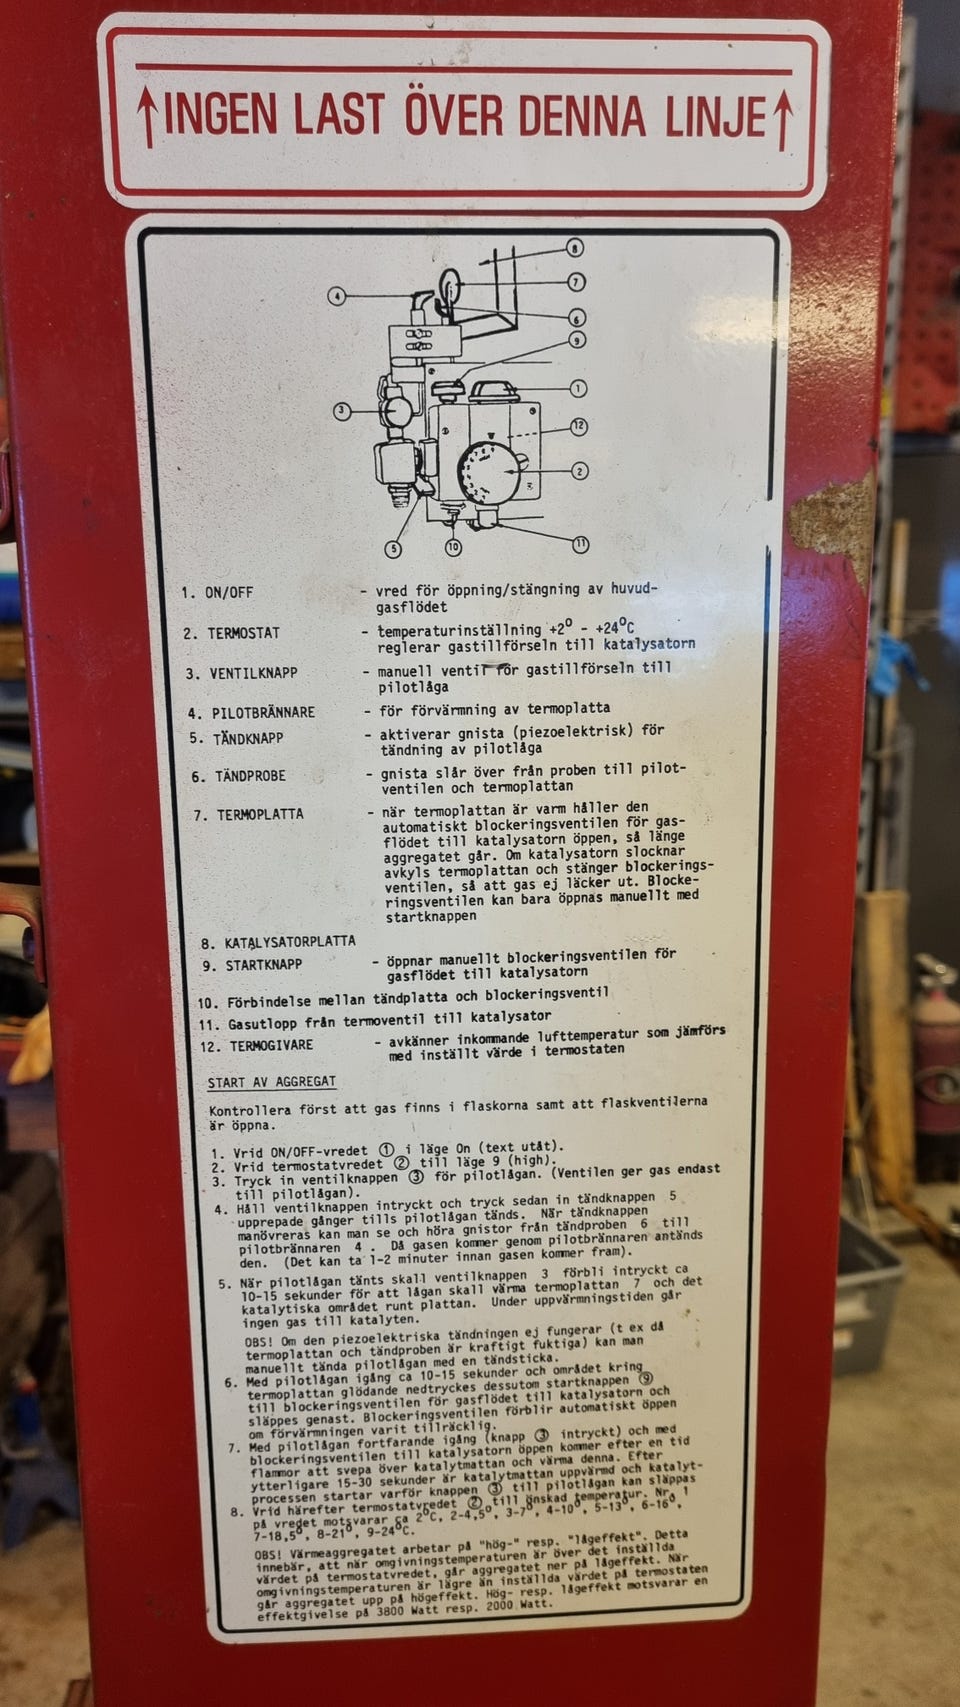 ↑INGEN LAST ÖVER DENNA LINJE↑
8
7
4
6
9
1
3
12
2
5
10
11
1. ON/OFF - vred för öppning/stängning av huvud-
gasflödet
2. TERMOSTAT - temperaturinställning +2° - +24°C
reglerar gastillförseln till katalysatorn
3. VENTILKNAPP - manuell ventil för gastillförseln till
pilotlåga
4. PILOTBRÄNNARE - för förvärmning av termoplatta
5. TÄNDKNAPP - aktiverar gnista (piezoelektrisk) för
tändning av pilotlåga
6. TÄNDPROBE - gnista slår över från proben till pilot-
ventilen och termoplattan
7. TERMOPLATTA - när termoplattan är varm håller den
automatiskt blockeringsventilen för gas-
flödet till katalysatorn öppen, så länge
aggregatet går. Om katalysatorn slocknar
avkyls termoplattan och stänger blockerings-
ventilen, så att gas ej läcker ut. Blocke-
ringsventilen kan bara öppnas manuellt med
startknappen
8. KATALYSATORPLATTA
9. STARTKNAPP - öppnar manuellt blockeringsventilen för
gasflödet till katalysatorn
10. Förbindelse mellan tändplatta och blockeringsventil
11. Gasutlopp från termoventil till katalysator
12. TERMOGIVARE - avkänner inkommande lufttemperatur som jämförs
med inställt värde i termostaten
START AV AGGREGAT
Kontrollera först att gas finns i flaskorna samt att flaskventilerna
är öppna.
1. Vrid ON/OFF-vredet ① i läge On (text utåt).
2. Vrid termostatvredet ② till läge 9 (high).
3. Tryck in ventilknappen ③ för pilotlågan. (Ventilen ger gas endast
till pilotlågan).
4. Håll ventilknappen intryckt och tryck sedan in tändknappen 5
upprepade gånger tills pilotlågan tänds. När tändknappen
manövreras kan man se och höra gnistor från tändproben 6 till
pilotbrännaren 4 . Då gasen kommer genom pilotbrännaren antänds
den. (Det kan ta 1-2 minuter innan gasen kommer fram).
5. När pilotlågan tänts skall ventilknappen 3 förbli intryckt ca
10-15 sekunder för att lågan skall värma termoplattan 7 och det
katalytiska området runt plattan. Under uppvärmningstiden går
ingen gas till katalyten.
OBS! Om den piezoelektriska tändningen ej fungerar (t ex då
termoplattan och tändproben är kraftigt fuktiga) kan man
manuellt tända pilotlågan med en tändsticka.
6. Med pilotlågan igång ca 10-15 sekunder och området kring
termoplattan glödande nedtryckes dessutom startknappen ⑨
till blockeringsventilen för gasflödet till katalysatorn och
släppes genast. Blockeringsventilen förblir automatiskt öppen
om förvärmningen varit tillräcklig.
7. Med pilotlågan fortfarande igång (knapp ③ intryckt) och med
blockeringsventilen till katalysatorn öppen kommer efter en tid
flammor att svepa över katalytmattan och värma denna. Efter
ytterligare 15-30 sekunder är katalytmattan uppvärmd och katalyt-
processen startar varför knappen ③ till pilotlågan kan släppas
8. Vrid härefter termostatvredet ② till önskad temperatur. Nr. 1
på vredet motsvarar ca 2°C, 2-4,5°, 3-7°, 4-10°, 5-13°, 6-16°,
7-18,5°, 8-21°, 9-24°C.
OBS! Värmeaggregatet arbetar på "hög-" resp. "lågeffekt". Detta
innebär, att när omgivningstemperaturen är över det inställda
värdet på termostatvredet, går aggregatet ner på lågeffekt. När
omgivningstemperaturen är lägre än inställda värdet på termostaten
går aggregatet upp på högeffekt. Hög- resp. lågeffekt motsvarar en
effektgivelse på 3800 Watt resp. 2000 Watt.